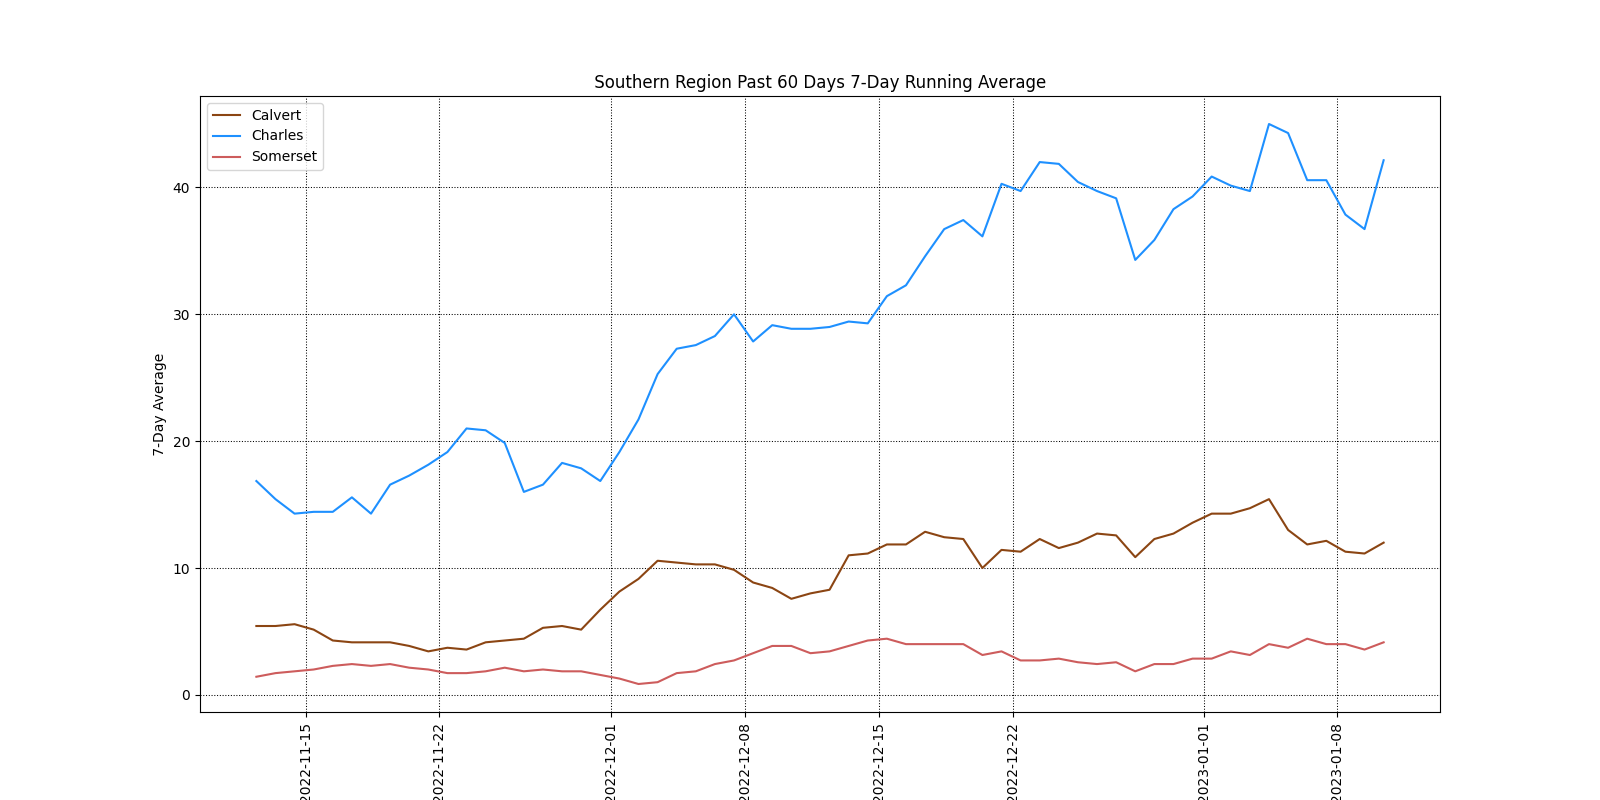 Southern Region Past 60 Days 7-Day Running Average
Calvert
Charles
Somerset
7-Day Average
40
30
20
10
0
2022-11-15
2022-11-22
2022-12-01
2022-12-08
2022-12-15
2022-12-22
2023-01-01
2023-01-08